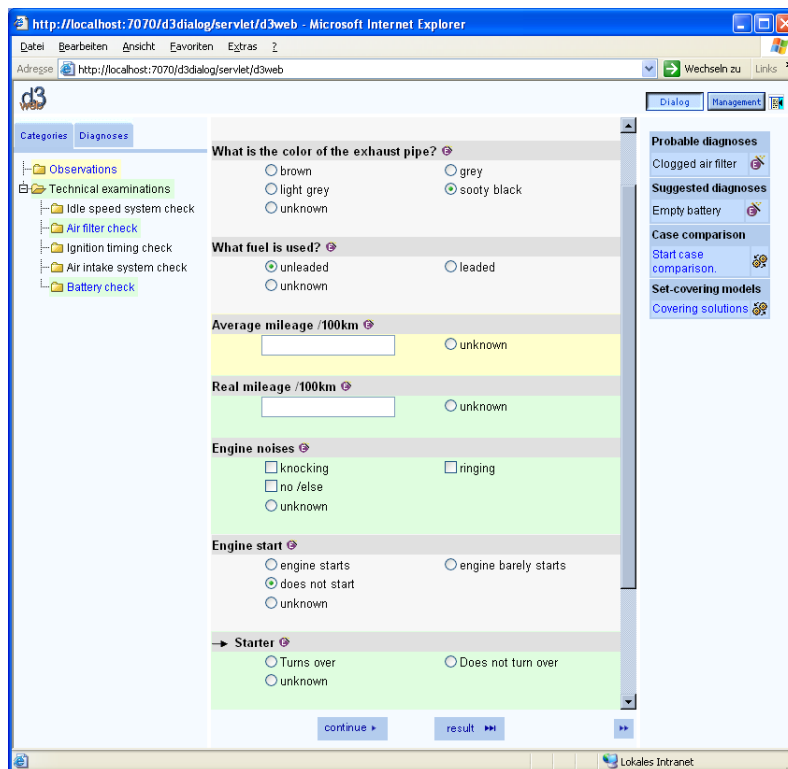 http://localhost:7070/d3dialog/servlet/d3web - Microsoft Internet Explorer
Datei Bearbeiten Ansicht Favoriten Extras ?
Adresse http://localhost:7070/d3dialog/servlet/d3web Wechseln zu Links
d3
web
Dialog Management
Categories Diagnoses
Observations
Technical examinations
Idle speed system check
Air filter check
Ignition timing check
Air intake system check
Battery check
What is the color of the exhaust pipe?
brown grey
light grey sooty black
unknown
What fuel is used?
unleaded leaded
unknown
Average mileage /100km
unknown
Real mileage /100km
unknown
Engine noises
knocking ringing
no /else
unknown
Engine start
engine starts engine barely starts
does not start
unknown
Starter
Turns over Does not turn over
unknown
continue result
Probable diagnoses
Clogged air filter
Suggested diagnoses
Empty battery
Case comparison
Start case
comparison.
Set-covering models
Covering solutions
Lokales Intranet